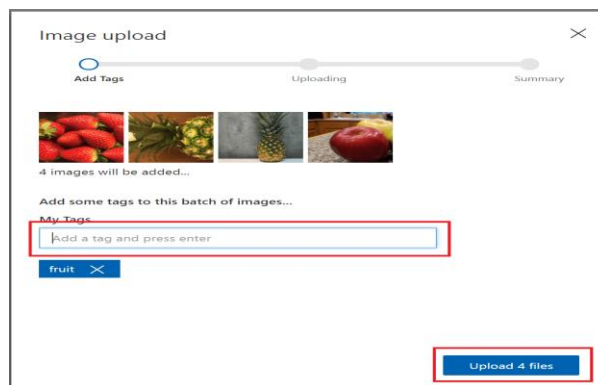 Image upload
Add Tags Uploading Summary
4 images will be added...
Add some tags to this batch of images...
My Tags
Add a tag and press enter
fruit
Upload 4 files